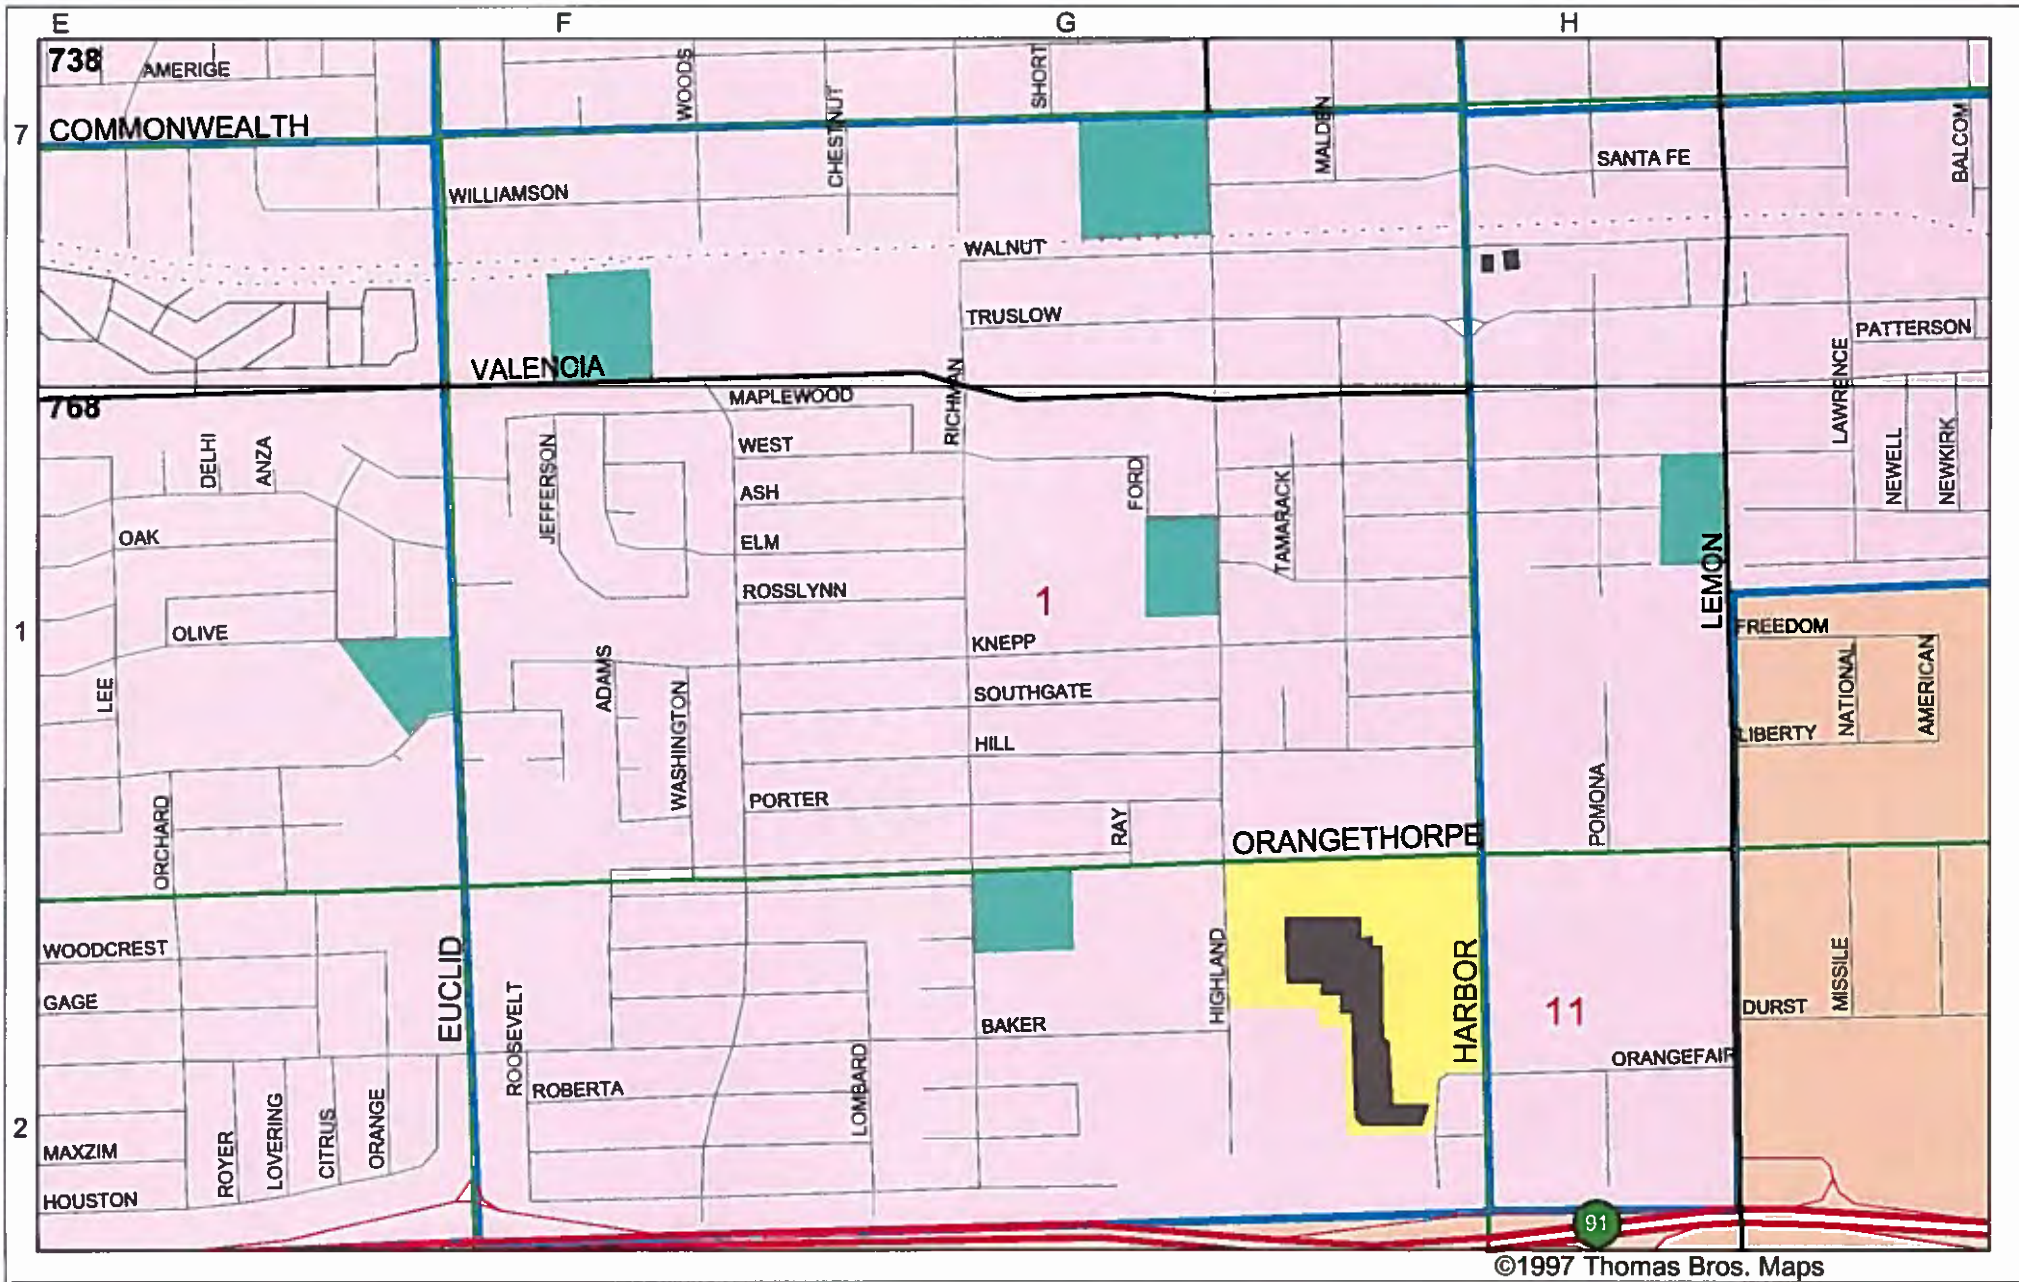 E F G H
738
AMERIGE
WOODS
SHORT
CHESTNUT
MALDEN
BALCOM
7
COMMONWEALTH
SANTA FE
WILLIAMSON
WALNUT
TRUSLOW
PATTERSON
VALENCIA
RICHMAN
LAWRENCE
768
MAPLEWOOD
DELHI
ANZA
JEFFERSON
WEST
FORD
TAMARACK
NEWELL
NEWKIRK
ASH
OAK
ELM
LEMON
ROSSLYNN
1
1
OLIVE
KNEPP
FREEDOM
LEE
ADAMS
WASHINGTON
SOUTHGATE
NATIONAL
AMERICAN
HILL
LIBERTY
ORCHARD
PORTER
RAY
POMONA
ORANGETHORPE
WOODCREST
EUCLID
HIGHLAND
HARBOR
MISSILE
GAGE
ROOSEVELT
BAKER
11
DURST
ORANGEFAIR
ROBERTA
LOMBARD
2
ROYER
LOVERING
CITRUS
ORANGE
MAXZIM
HOUSTON
91
©1997 Thomas Bros. Maps